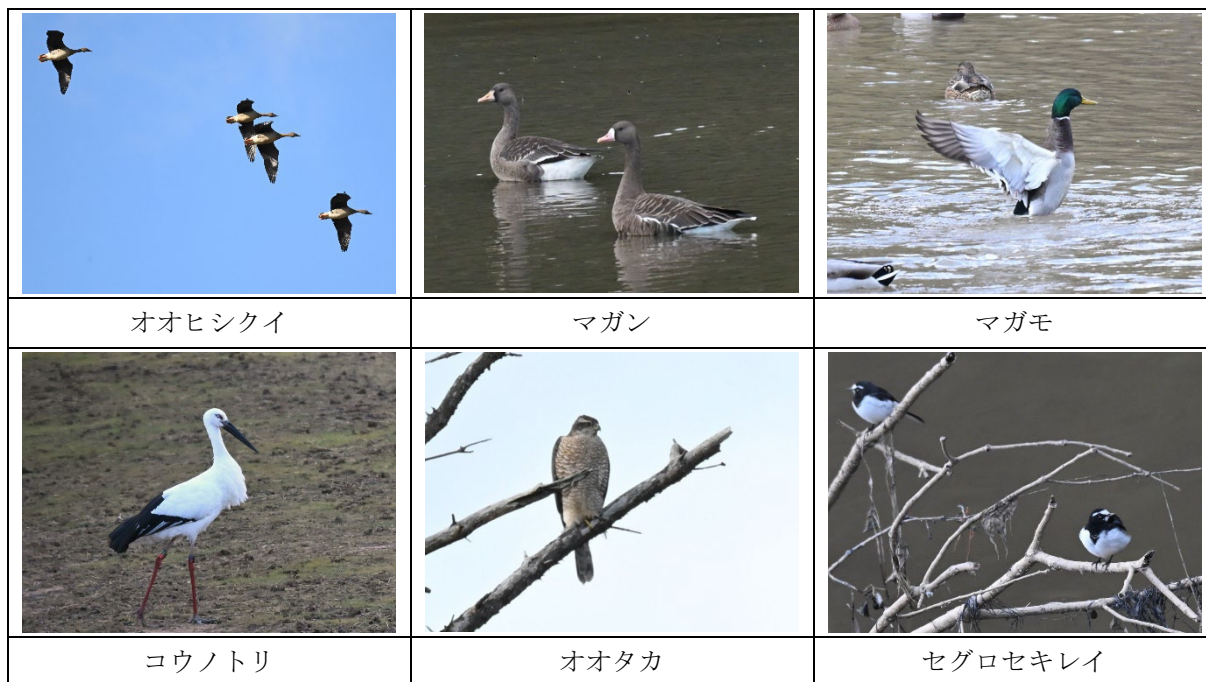 オオヒシクイ
マガン
マガモ
コウノトリ
オオタカ
セグロセキレイ